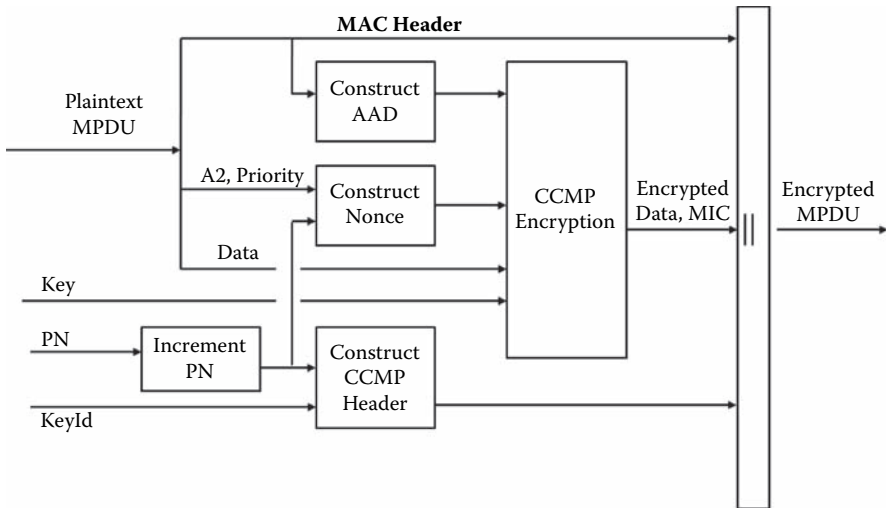 MAC Header
Plaintext
MPDU
Construct
AAD
A2, Priority
Construct
Nonce
CCMP
Encryption
Encrypted
Data, MIC
||
Encrypted
MPDU
Data
Key
PN
Increment
PN
Construct
CCMP
Header
KeyId